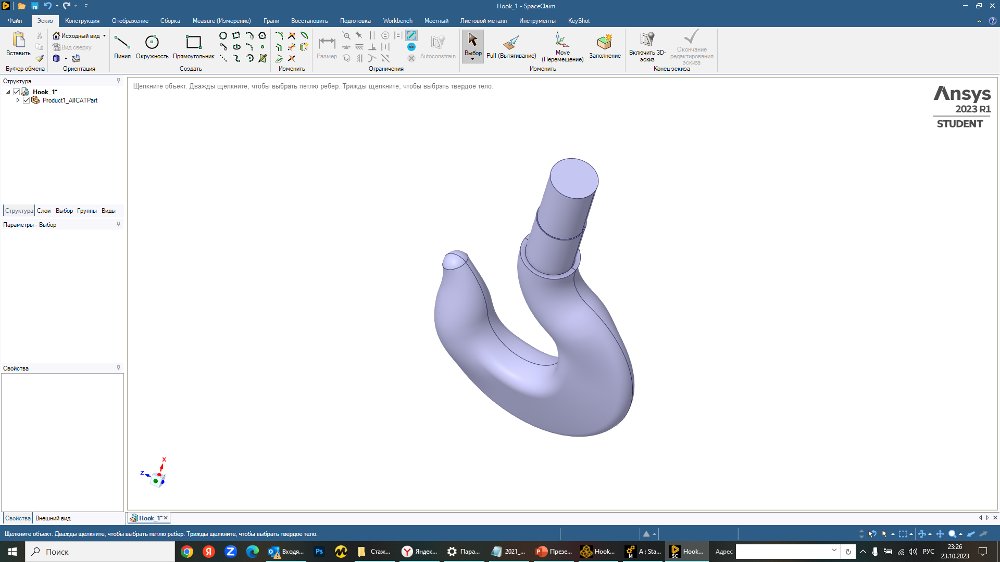 Hook_1 - SpaceClaim
Файл Эскиз Конструкция Отображение Сборка Measure (Измерение) Грани Восстановить Подготовка Workbench Местный Листовой металл Инструменты KeyShot
Вставить
Буфер обмена
Исходный вид
Вид сверху
Ориентация
Линия Окружность Прямоугольник
Создать
Изменить
Размер
Autoconstrain
Ограничения
Выбор
Pull (Вытягивание)
Move
(Перемещение)
Заполнение
Изменить
Включить 3D-
эскиз
Окончание
редактирования
эскиза
Конец эскиза
Структура
Hook_1*
Product1_AllCATPart
Структура Слои Выбор Группы Виды
Параметры - Выбор
Свойства
Свойства Внешний вид
Щелкните объект. Дважды щелкните, чтобы выбрать петлю ребер. Трижды щелкните, чтобы выбрать твердое тело.
Ansys
2023 R1
STUDENT
X
Z
Hook_1*
Щелкните объект. Дважды щелкните, чтобы выбрать петлю ребер. Трижды щелкните, чтобы выбрать твердое тело.
Поиск
Входя...
Стаж...
Яндек...
Пара...
2021_...
Презе...
Hook...
A : Sta...
Hook...
Адрес
РУС
23:26
23.10.2023